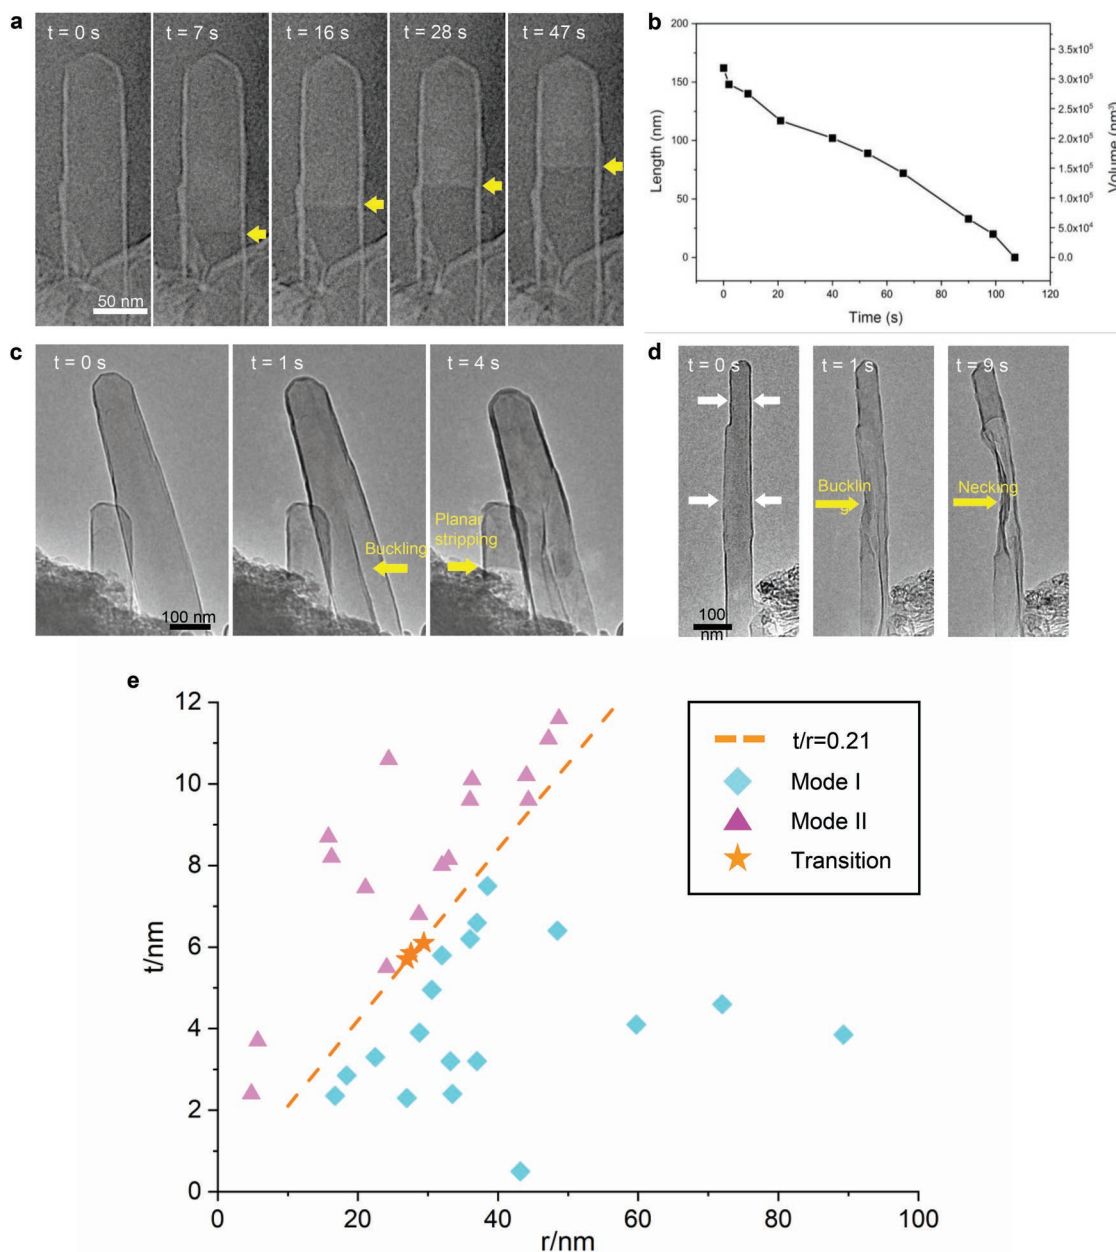 a
t = 0 s
t = 7 s
t = 16 s
t = 28 s
t = 47 s
50 nm
b
200
150
100
50
0
Length (nm)
0
20
40
60
80
100
120
Time (s)
3.5x10⁵
3.0x10⁵
2.5x10⁵
2.0x10⁵
1.5x10⁵
1.0x10⁵
5.0x10⁴
0.0
Volume (nm³)
c
t = 0 s
t = 1 s
t = 4 s
Buckling
Planar
stripping
100 nm
d
t = 0 s
t = 1 s
t = 9 s
Bucklin
g
Necking
100
nm
e
12
10
8
6
4
2
0
t/nm
0
20
40
60
80
100
r/nm
t/r=0.21
Mode I
Mode II
Transition